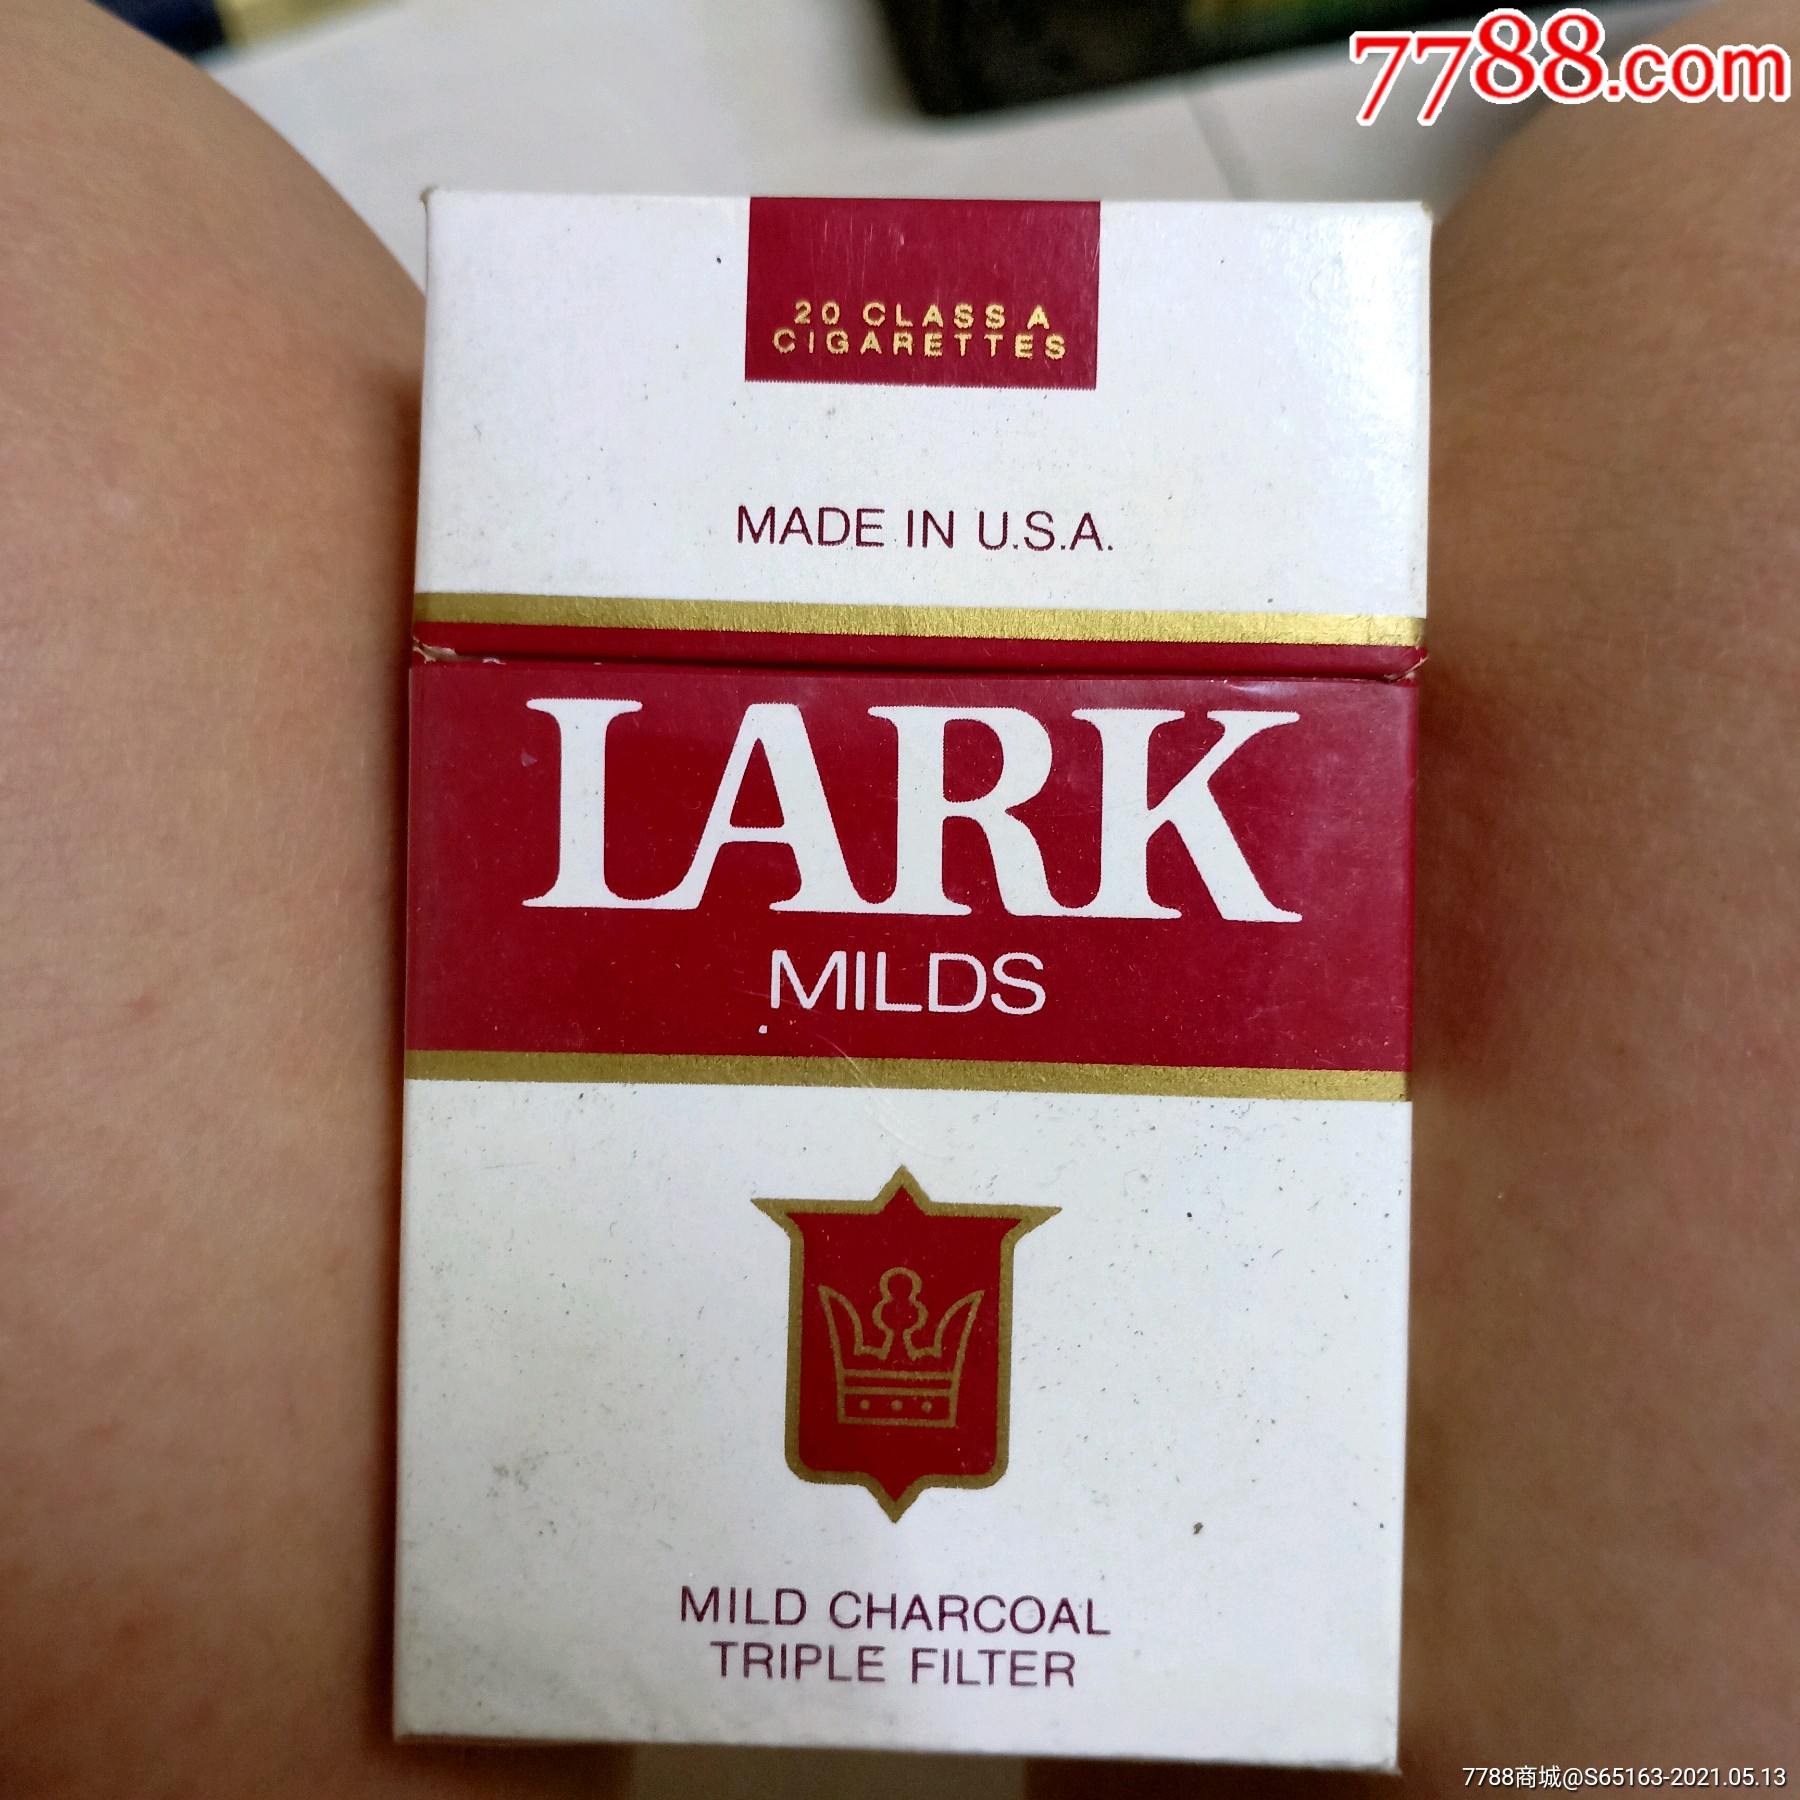 7788.com
20 CLASS A
CIGARETTES
MADE IN U.S.A.
LARK
MILDS
MILD CHARCOAL
TRIPLE FILTER
7788商城@S65163-2021.05.13